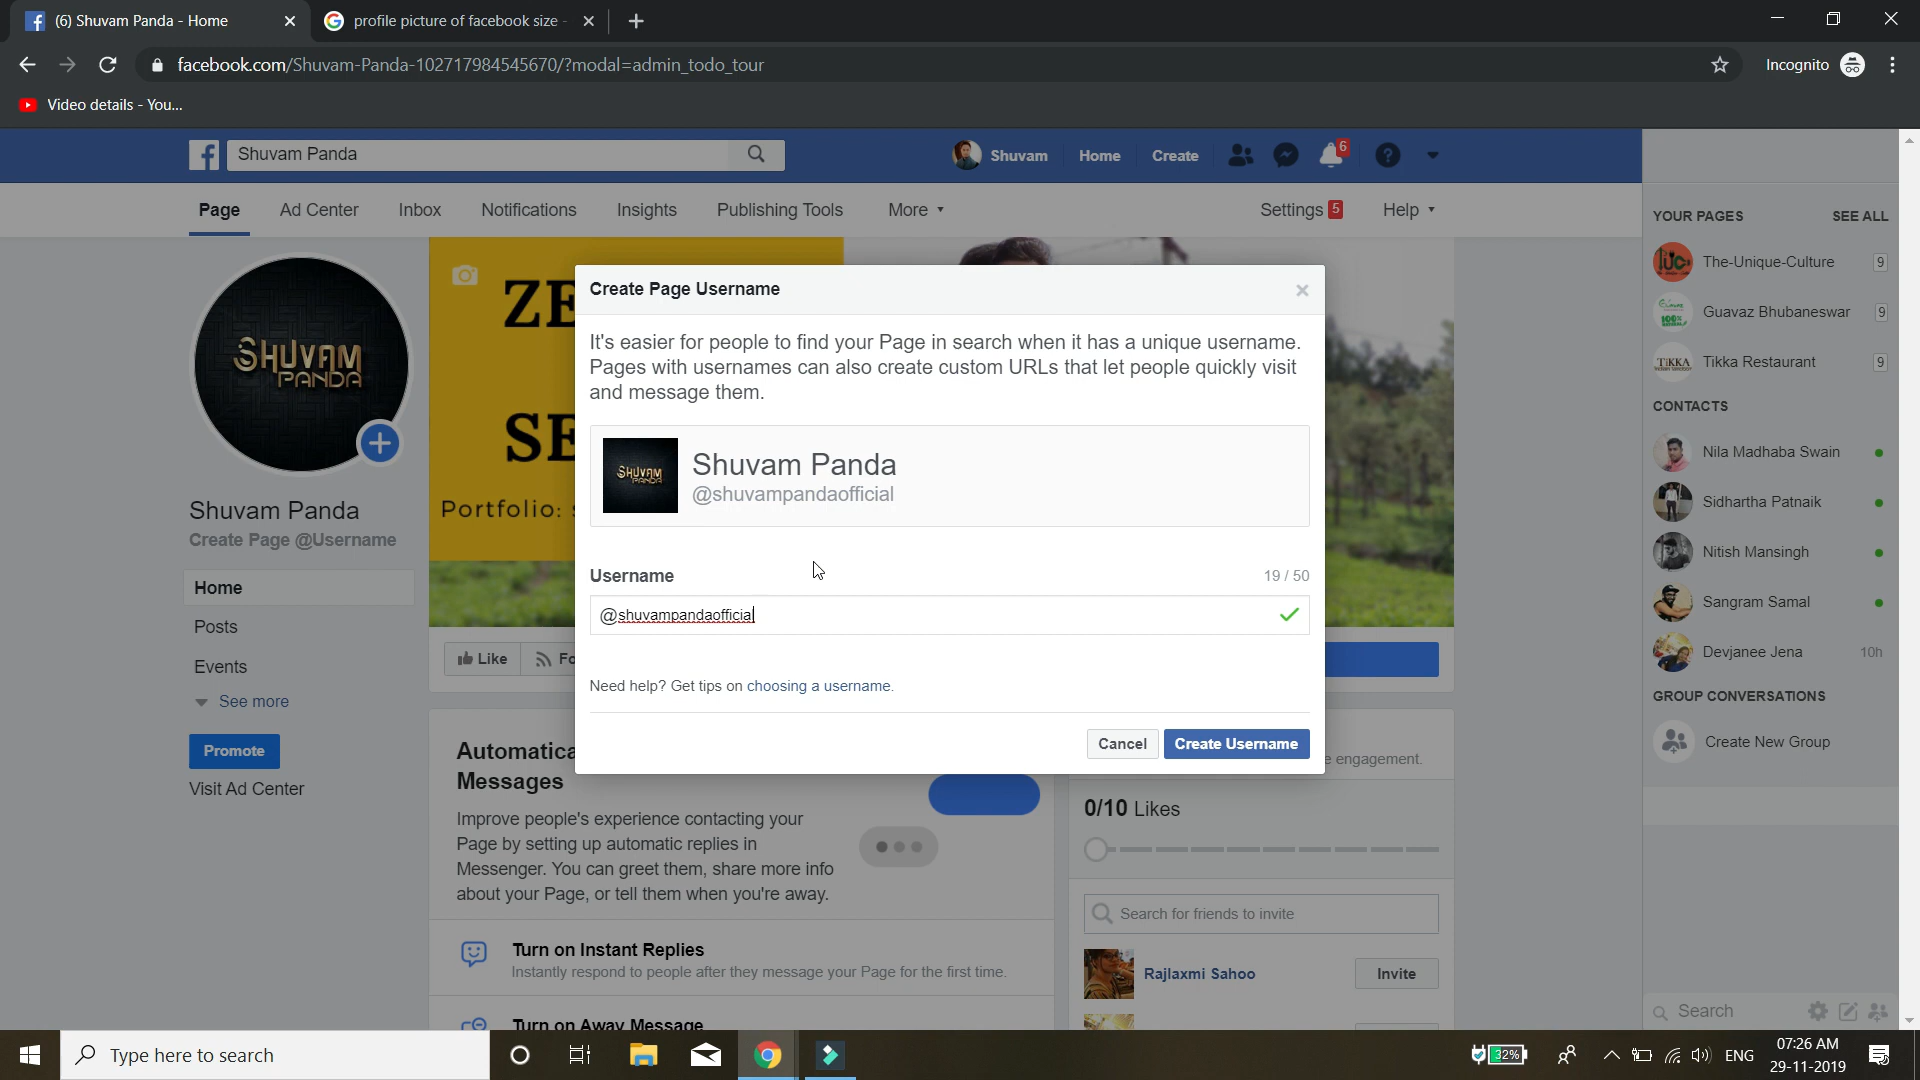 (6) Shuvam Panda - Home
profile picture of facebook size -
facebook.com/Shuvam-Panda-102717984545670/?modal=admin_todo_tour
Incognito
Video details - You...
Shuvam Panda
Shuvam
Home
Create
6
Page
Ad Center
Inbox
Notifications
Insights
Publishing Tools
More
Settings 5
Help
YOUR PAGES
SEE ALL
The-Unique-Culture 9
Guavaz Bhubaneswar 9
TIKKA
Tikka Restaurant 9
CONTACTS
Nila Madhaba Swain
Sidhartha Patnaik
Nitish Mansingh
Sangram Samal
Devjanee Jena 10h
GROUP CONVERSATIONS
Create New Group
Search
SHUVAM
PANDA
Shuvam Panda
Create Page @Username
Home
Posts
Events
See more
Promote
Visit Ad Center
ZE
SE
Portfolio: s
Create Page Username
It's easier for people to find your Page in search when it has a unique username.
Pages with usernames can also create custom URLs that let people quickly visit
and message them.
SHUVAM
PANDA
Shuvam Panda
@shuvampandaofficial
Username
19 / 50
@shuvampandaofficial
Need help? Get tips on choosing a username.
Cancel
Create Username
Like
Fo
Automatica
Messages
Improve people's experience contacting your
Page by setting up automatic replies in
Messenger. You can greet them, share more info
about your Page, or tell them when you're away.
Turn on Instant Replies
Instantly respond to people after they message your Page for the first time.
Turn on Away Message
e engagement.
0/10 Likes
Search for friends to invite
Rajlaxmi Sahoo
Invite
Type here to search
32%
ENG
07:26 AM
29-11-2019